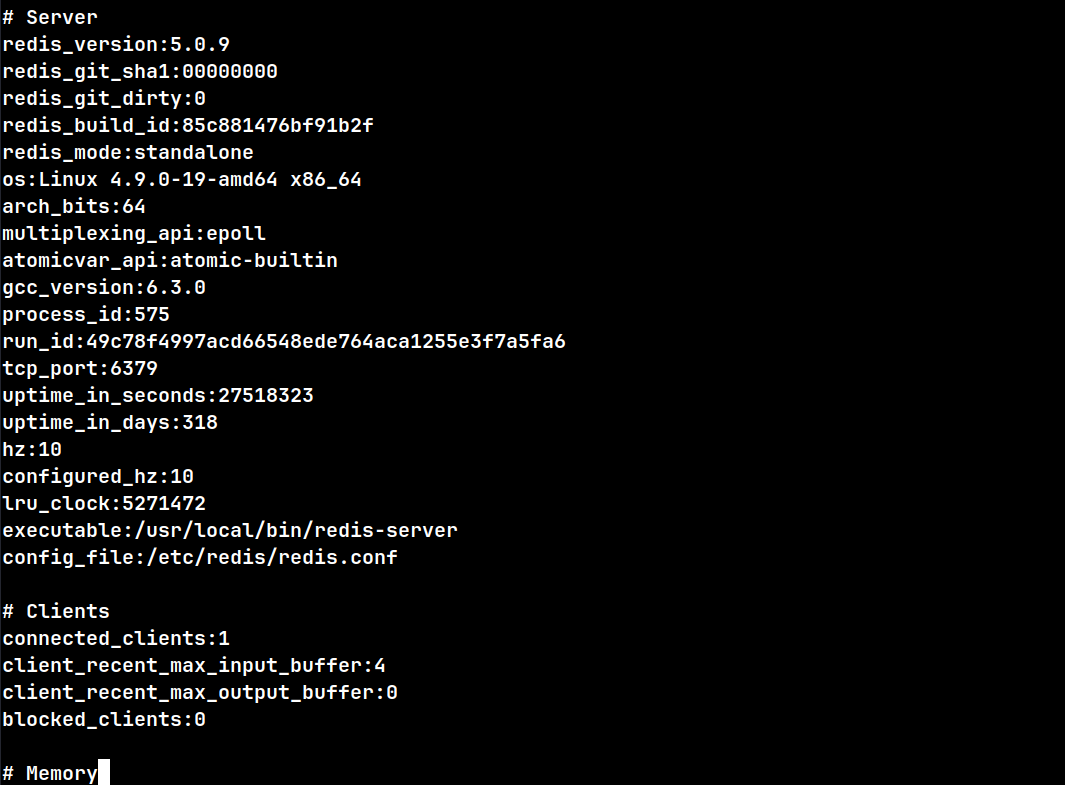 # Server
redis_version:5.0.9
redis_git_sha1:00000000
redis_git_dirty:0
redis_build_id:85c881476bf91b2f
redis_mode:standalone
os:Linux 4.9.0-19-amd64 x86_64
arch_bits:64
multiplexing_api:epoll
atomicvar_api:atomic-builtin
gcc_version:6.3.0
process_id:575
run_id:49c78f4997acd66548ede764aca1255e3f7a5fa6
tcp_port:6379
uptime_in_seconds:27518323
uptime_in_days:318
hz:10
configured_hz:10
lru_clock:5271472
executable:/usr/local/bin/redis-server
config_file:/etc/redis/redis.conf

# Clients
connected_clients:1
client_recent_max_input_buffer:4
client_recent_max_output_buffer:0
blocked_clients:0

# Memory